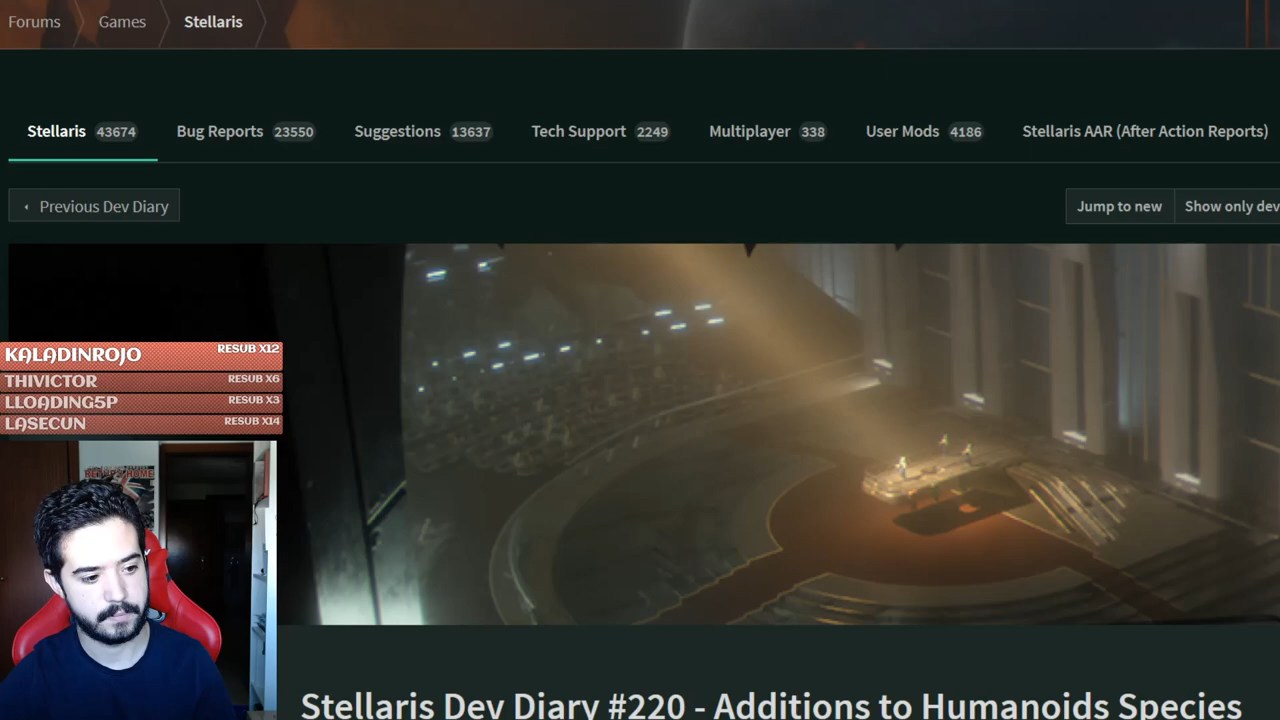 Forums Games Stellaris
Stellaris 43674 Bug Reports 23550 Suggestions 13637 Tech Support 2249 Multiplayer 338 User Mods 4186 Stellaris AAR (After Action Reports)
Previous Dev Diary Jump to new Show only dev
KALADINROJO RESUB X12
THIVICTOR RESUB X6
LLOADING5P RESUB X3
LASECUN RESUB X14
Stellaris Dev Diary #220 - Additions to Humanoids Species